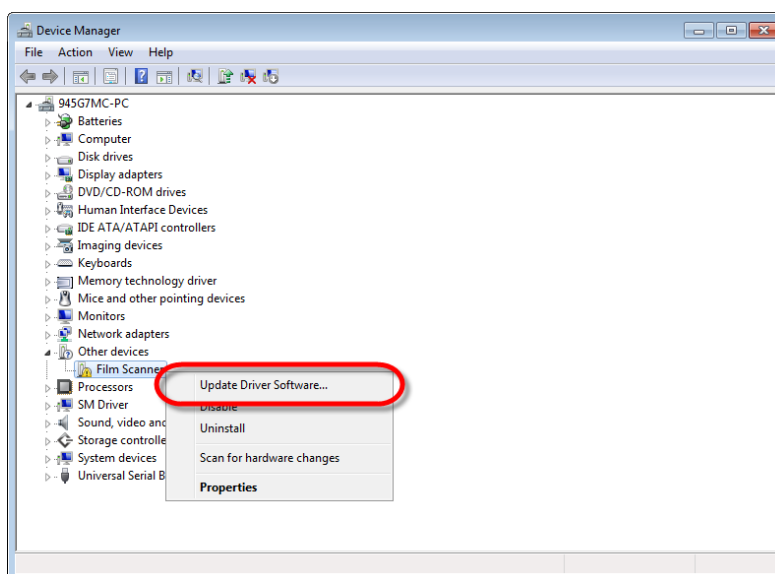 Device Manager
File Action View Help
945G7MC-PC
Batteries
Computer
Disk drives
Display adapters
DVD/CD-ROM drives
Human Interface Devices
IDE ATA/ATAPI controllers
Imaging devices
Keyboards
Memory technology driver
Mice and other pointing devices
Monitors
Network adapters
Other devices
Film Scanner
Processors
SM Driver
Sound, video and
Storage controlle
System devices
Universal Serial B
Update Driver Software...
Disable
Uninstall
Scan for hardware changes
Properties